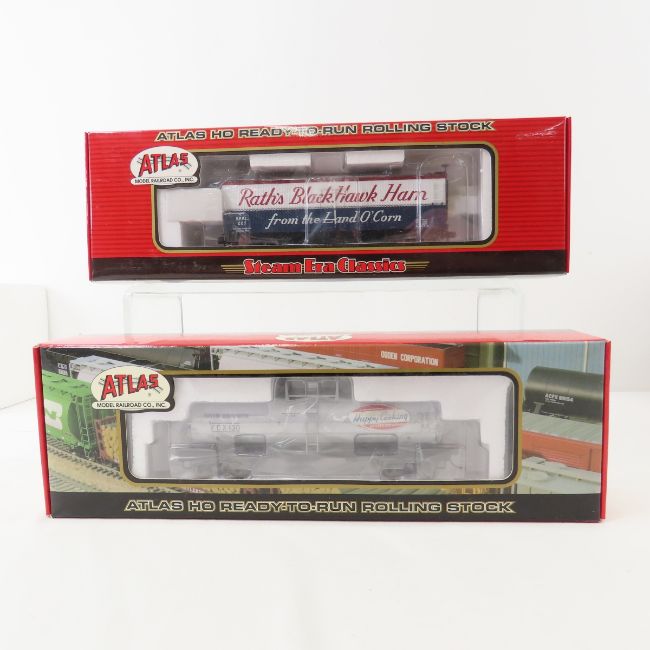 ATLAS HO READY-TO-RUN ROLLING STOCK
ATLAS
MODEL RAILROAD CO., INC.
Rath's Black Hawk Ham
from the Land O'Corn
Steam Era Classics
OGDEN CORPORATION
ATLAS
MODEL RAILROAD CO., INC.
Happy Cooking
ATLAS HO READY-TO-RUN ROLLING STOCK